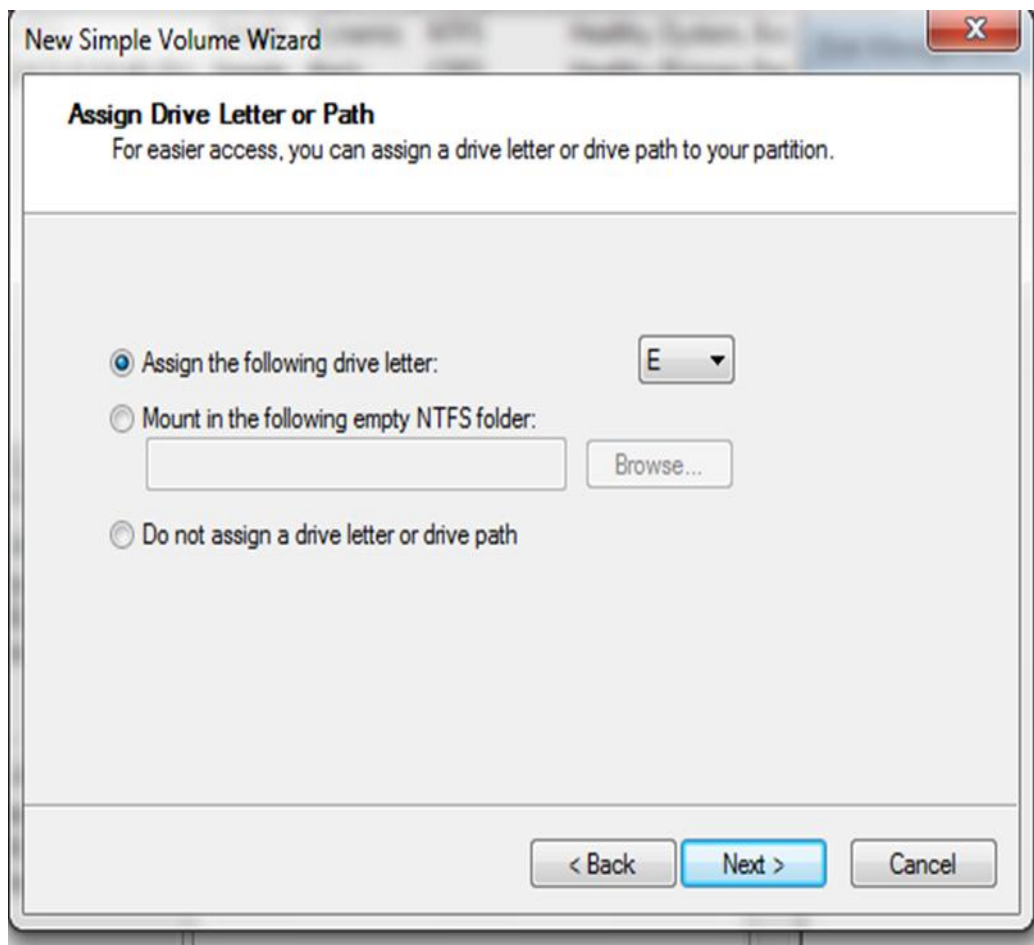 New Simple Volume Wizard
Assign Drive Letter or Path
For easier access, you can assign a drive letter or drive path to your partition.
Assign the following drive letter: E
Mount in the following empty NTFS folder:
Browse...
Do not assign a drive letter or drive path
< Back Next > Cancel